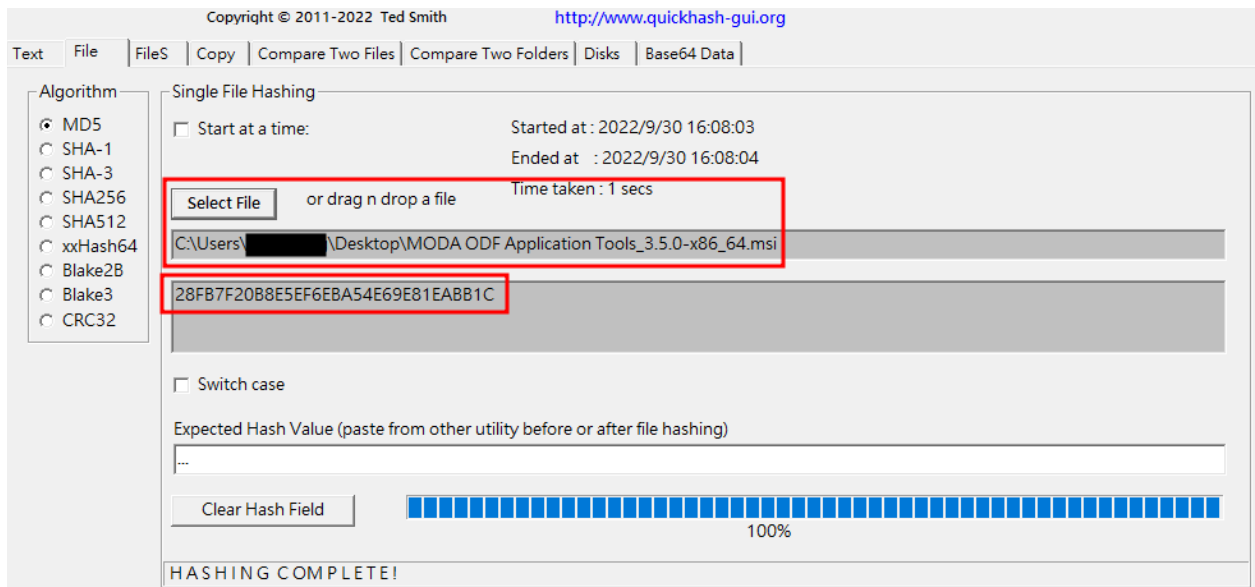 Copyright © 2011-2022 Ted Smith http://www.quickhash-gui.org
Text File FileS Copy Compare Two Files Compare Two Folders Disks Base64 Data
Algorithm
MD5
SHA-1
SHA-3
SHA256
SHA512
xxHash64
Blake2B
Blake3
CRC32
Single File Hashing
Start at a time:
Started at : 2022/9/30 16:08:03
Ended at : 2022/9/30 16:08:04
Time taken : 1 secs
Select File or drag n drop a file
C:\Users\ \Desktop\MODA ODF Application Tools_3.5.0-x86_64.msi
28FB7F20B8E5EF6EBA54E69E81EABB1C
Switch case
Expected Hash Value (paste from other utility before or after file hashing)
...
Clear Hash Field
100%
HASHING COMPLETE!